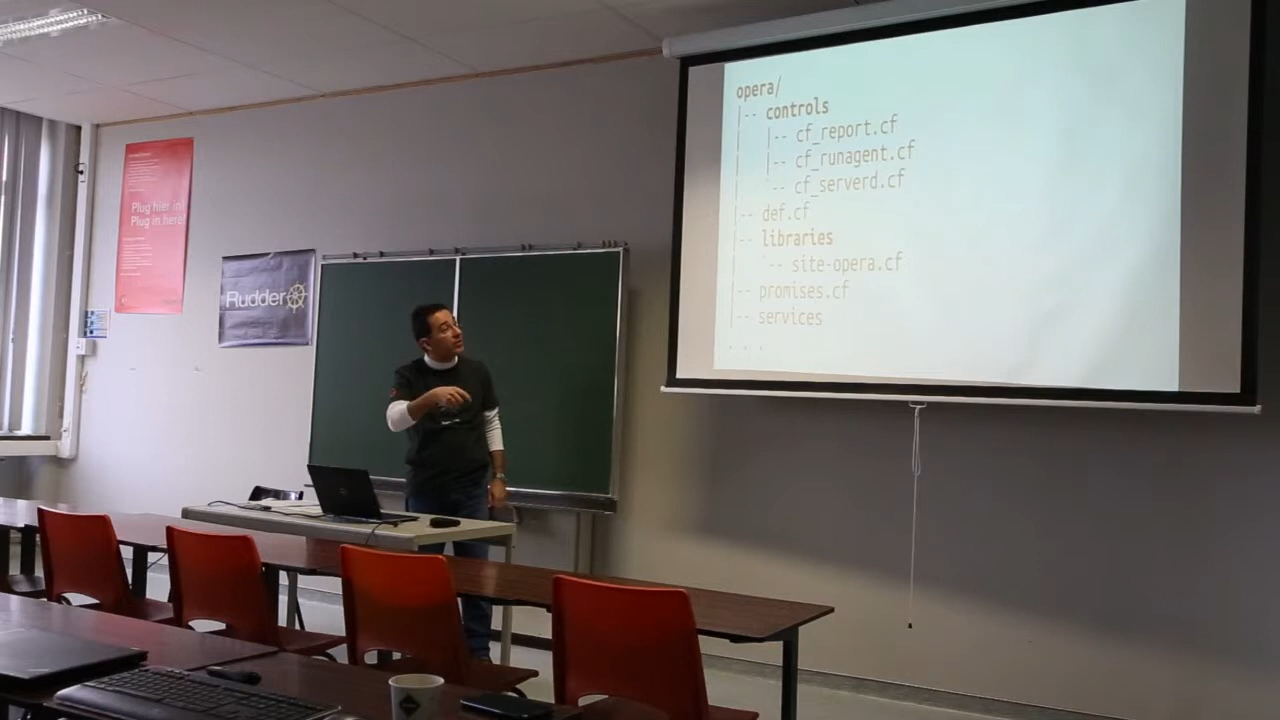 opera/
|-- controls
|   |-- cf_report.cf
|   |-- cf_runagent.cf
|   `-- cf_serverd.cf
|-- def.cf
|-- libraries
|   `-- site-opera.cf
|-- promises.cf
|-- services
. . .
Plug hier in!
Plug in here!
Rudder